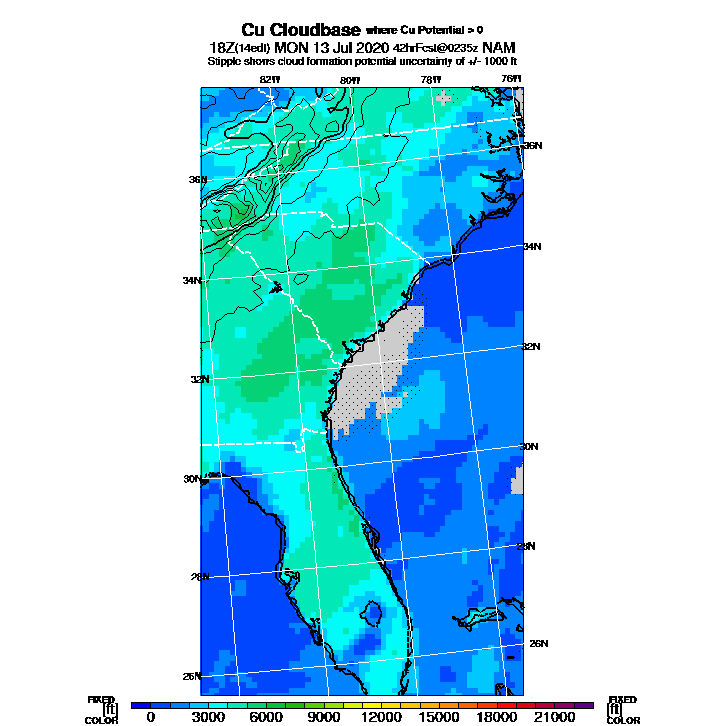 Cu Cloudbase where Cu Potential > 0
18Z(14edt) MON 13 Jul 2020 42hrFcst@0235z NAM
Stipple shows cloud formation potential uncertainty of +/- 1000 ft
82W 80W 78W 76W
36N 36N
34N 34N
32N 32N
30N 30N
28N 28N
26N 26N
FIXED FIXED
[ft] [ft]
COLOR COLOR
0 3000 6000 9000 12000 15000 18000 21000